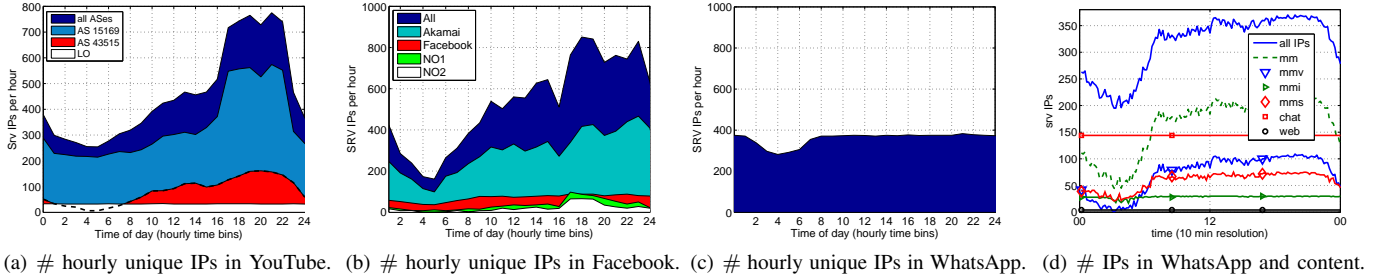 800
700
600
500
400
300
200
100
0
Srv IPs per hour
all ASes
AS 15169
AS 43515
LO
0 2 4 6 8 10 12 14 16 18 20 22 24
Time of day (hourly time bins)
(a) # hourly unique IPs in YouTube.
1000
800
600
400
200
0
SRV IPs per hour
All
Akamai
Facebook
NO1
NO2
0 2 4 6 8 10 12 14 16 18 20 22 24
Time of day (hourly time bins)
(b) # hourly unique IPs in Facebook.
1000
800
600
400
200
0
SRV IPs per hour
0 2 4 6 8 10 12 14 16 18 20 22 24
Time of day (hourly time bins)
(c) # hourly unique IPs in WhatsApp.
350
300
250
200
150
100
50
0
srv IPs
all IPs
mm
mmv
mmi
mms
chat
web
00 12 00
time (10 min resolution)
(d) # IPs in WhatsApp and content.